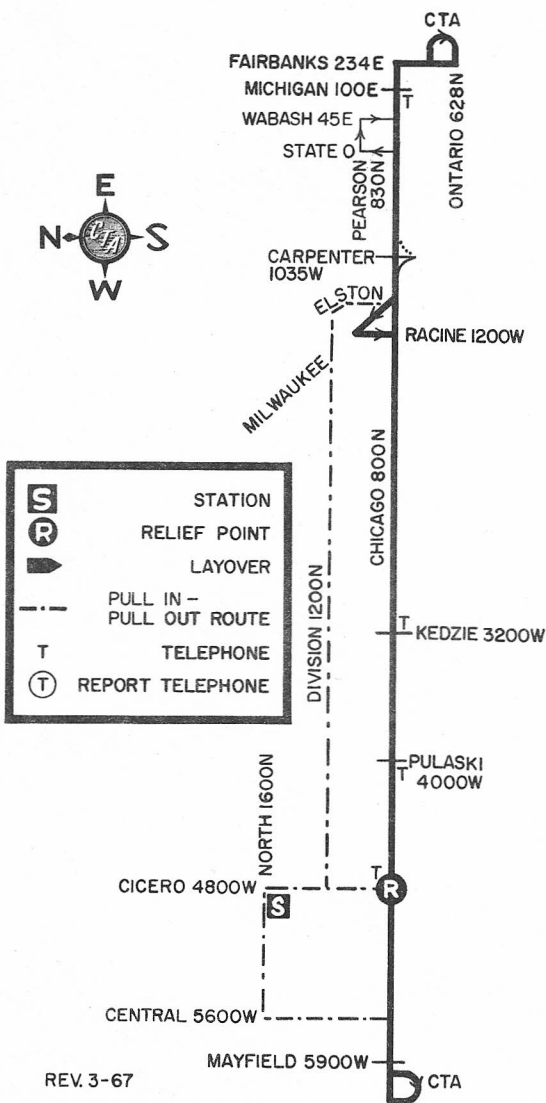 CTA
FAIRBANKS 234E
MICHIGAN 100E
T
WABASH 45E
STATE 0
PEARSON
830N
ONTARIO 628N
E
N CTA S
W
CARPENTER
1035W
ELSTON
RACINE 1200W
MILWAUKEE
CHICAGO 800N
S STATION
R RELIEF POINT
LAYOVER
PULL IN –
PULL OUT ROUTE
T TELEPHONE
T REPORT TELEPHONE
DIVISION 1200N
T
KEDZIE 3200W
PULASKI
T 4000W
NORTH 1600N
T
CICERO 4800W
R
S
CENTRAL 5600W
MAYFIELD 5900W
CTA
REV. 3-67